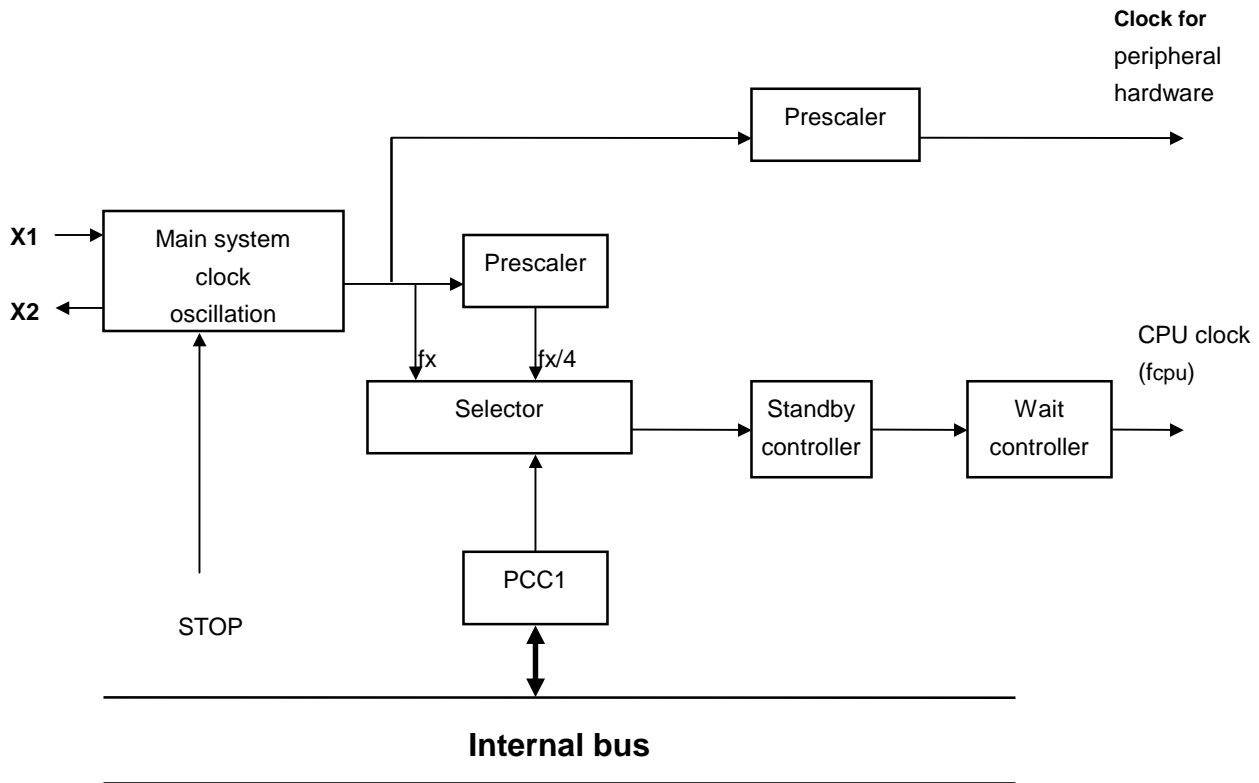 Clock for
peripheral
hardware
Prescaler
X1
Main system
clock
oscillation
X2
Prescaler
fx
fx/4
CPU clock
(fcpu)
Selector
Standby
controller
Wait
controller
PCC1
STOP
Internal bus